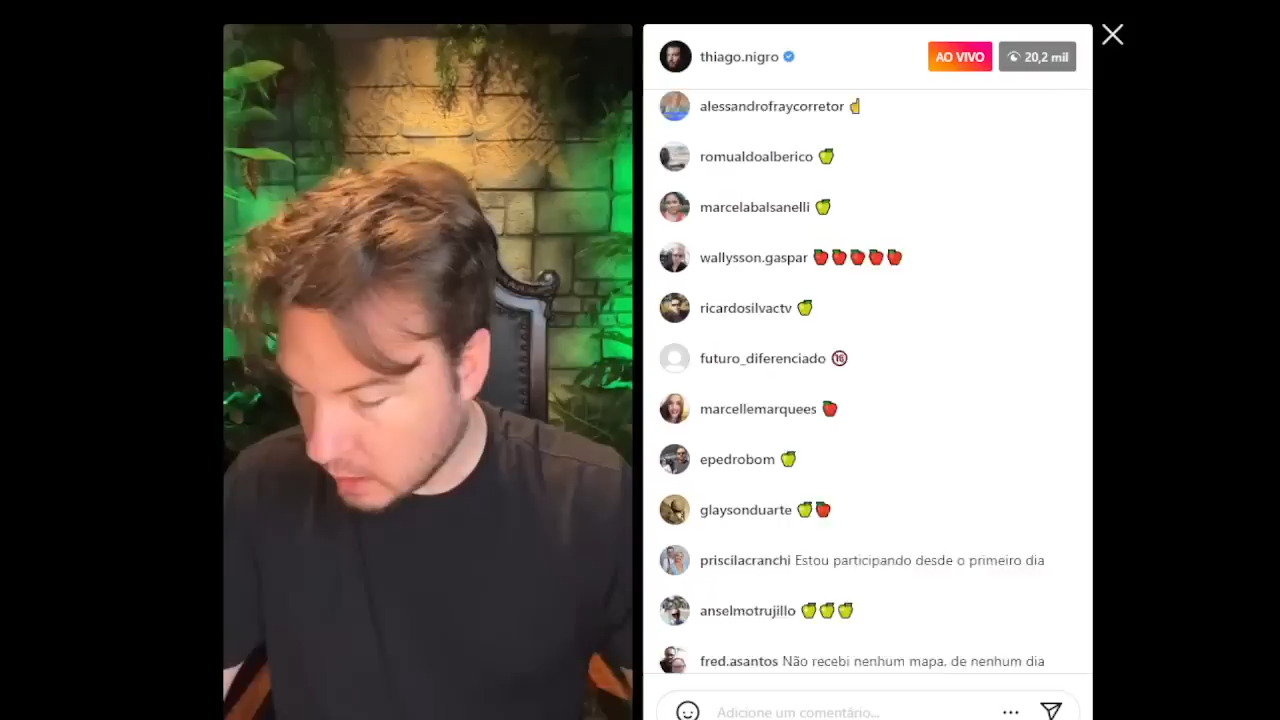 thiago.nigro
AO VIVO
20,2 mil
alessandrofraycorretor
romualdoalberico
marcelabalsanelli
wallysson.gaspar
ricardosilvactv
futuro_diferenciado
marcellemarquees
epedrobom
glaysonduarte
priscilacranchi Estou participando desde o primeiro dia
anselmotrujillo
fred.asantos Não recebi nenhum mapa, de nenhum dia
Adicione um comentário...